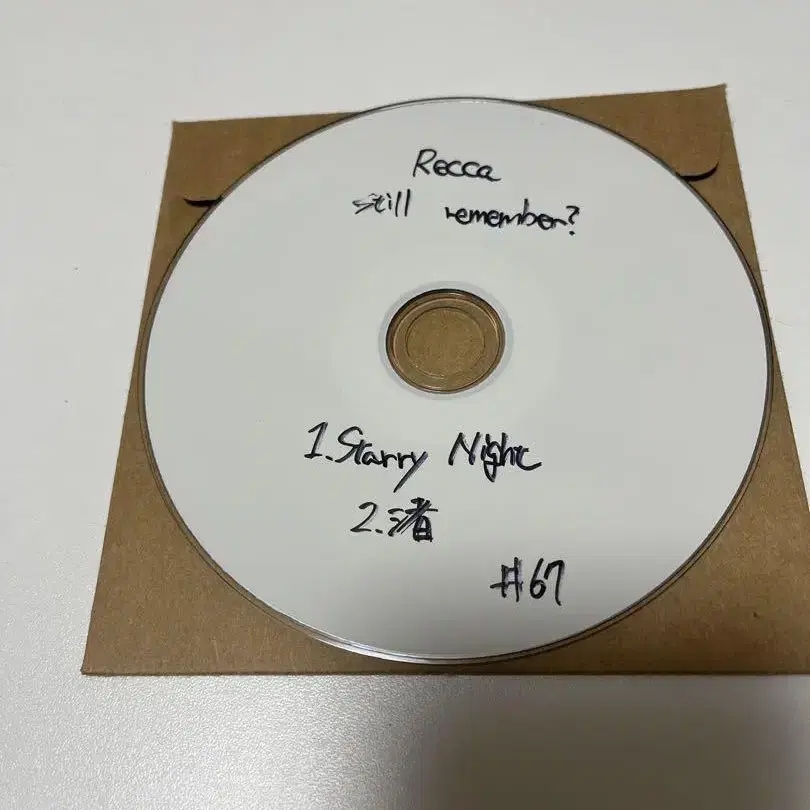 Recca
still remember?
1. Starry Night
2. 渚
#67